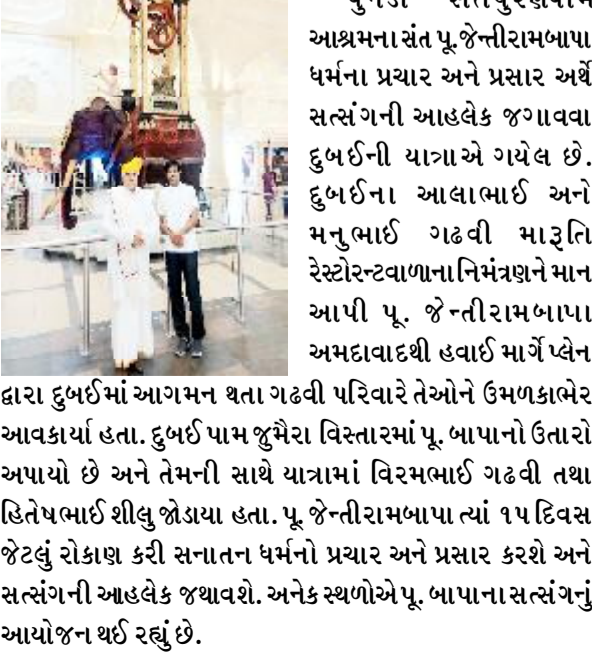 આશ્રમના સંત પૂ.જેન્તીરામબાપા
ધર્મના પ્રચાર અને પ્રસાર અર્થે
સત્સંગની આહલેક જગાવવા
દુબઈની યાત્રાએ ગયેલ છે.
દુબઈના આલાભાઈ અનો
મનુભાઈ ગઢવી મારૂતિ
રેસ્ટોરન્ટવાળાના નિમંત્રણને માન
આપી પૂ. જેન્તીરામબાપા
અમદાવાદથી હવાઈ માર્ગે પ્લેન
દ્વારા દુબઈમાં આગમન થતા ગઢવી પરિવારે તેઓને ઉમળકાભેર
આવકાર્યા હતા. દુબઈ પામ જુમૈરા વિસ્તારમાં પૂ. બાપાનો ઉતારો
અપાયો છે અને તેમની સાથે યાત્રામાં વિરમભાઈ ગઢવી તથા
હિતેષભાઈ શીલુ જોડાયા હતા. પૂ. જેન્તીરામબાપા ત્યાં ૧૫ દિવસ
જેટલું રોકાણ કરી સનાતન ધર્મનો પ્રચાર અને પ્રસાર કરશે અને
સત્સંગની આહલેક જથાવશે. અનેક સ્થળોએ પૂ. બાપાના સત્સંગનું
આયોજન થઈ રહ્યું છે.